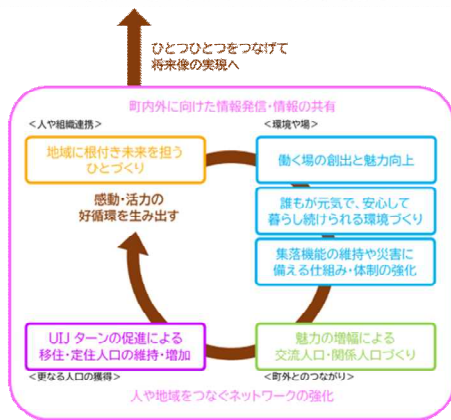 ひとつひとつをつなげて
将来像の実現へ
町内外に向けた情報発信・情報の共有
<人や組織連携>
<環境や場>
地域に根付き未来を担う
ひとづくり
働く場の創出と魅力向上
誰もが元気で、安心して
暮らし続けられる環境づくり
集落機能の維持や災害に
備える仕組み・体制の強化
感動・活力の
好循環を生み出す
UIJ ターンの促進による
移住・定住人口の維持・増加
魅力の増幅による
交流人口・関係人口づくり
<更なる人口の獲得>
<町外とのつながり>
人や地域をつなぐネットワークの強化